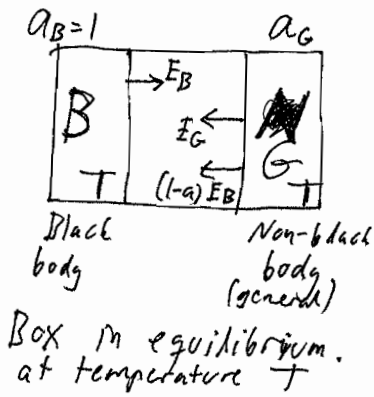 a_B=1 a_G
B E_B
E_G G
T (1-a) E_B T
Black Non-black
body body
(general)
Box in equilibrium.
at temperature T